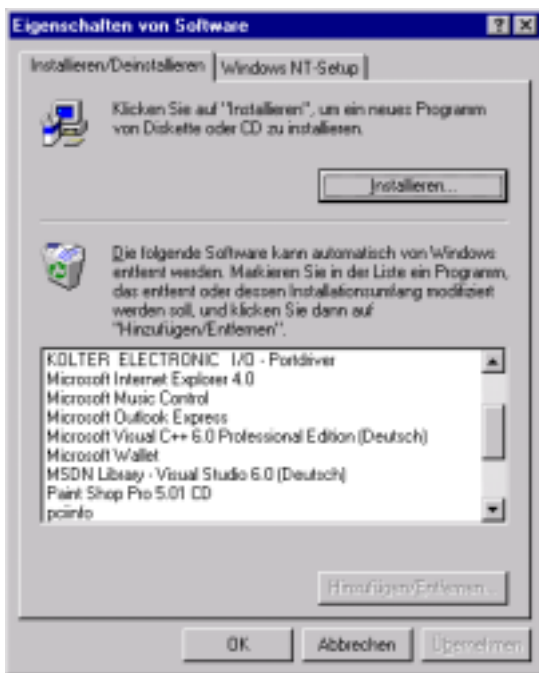 Eigenschaften von Software
Installieren/Deinstallieren
Windows NT-Setup
Klicken Sie auf "Installieren", um ein neues Programm
von Diskette oder CD zu installieren.
Installieren...
Die folgende Software kann automatisch von Windows
entfernt werden. Markieren Sie in der Liste ein Programm,
das entfernt oder dessen Installationsumfang modifiziert
werden soll, und klicken Sie dann auf
"Hinzufügen/Entfernen".
KOLTER ELECTRONIC I/O - Portdriver
Microsoft Internet Explorer 4.0
Microsoft Music Control
Microsoft Outlook Express
Microsoft Visual C++ 6.0 Professional Edition (Deutsch)
Microsoft Wallet
MSDN Library - Visual Studio 6.0 (Deutsch)
Paint Shop Pro 5.01 CD
pciinfo
Hinzufügen/Entfernen...
OK
Abbrechen
Übernehmen